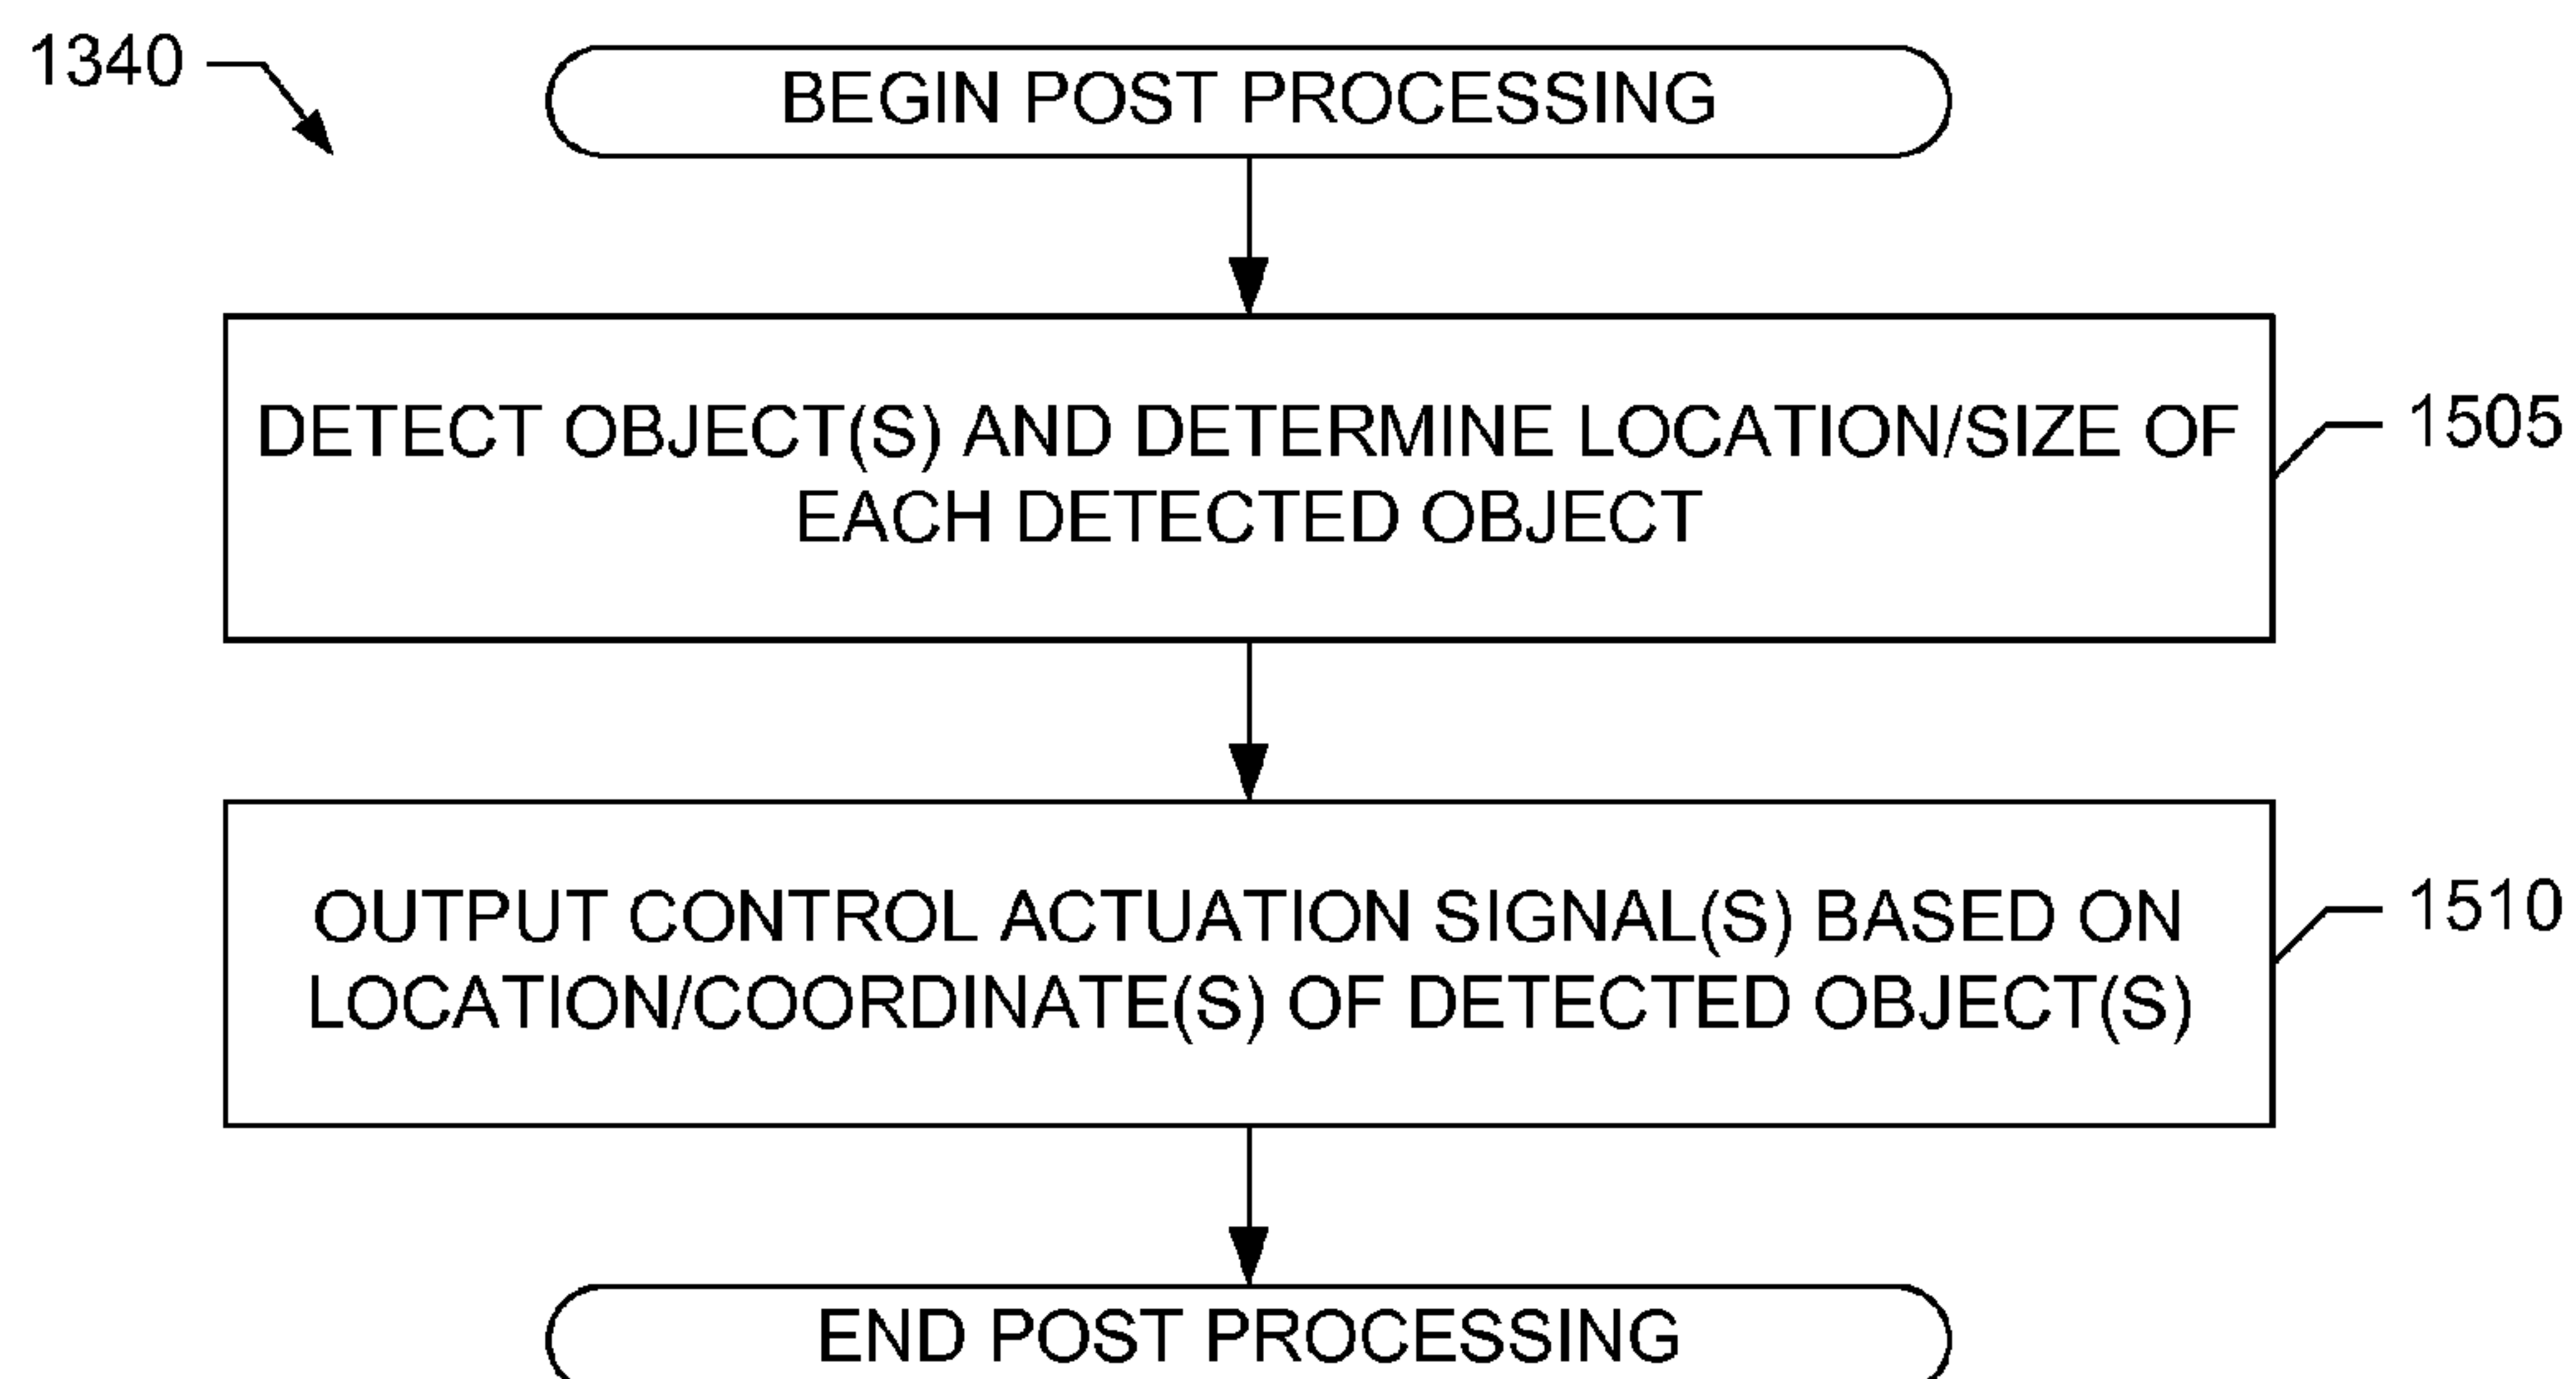 1340
BEGIN POST PROCESSING
DETECT OBJECT(S) AND DETERMINE LOCATION/SIZE OF
EACH DETECTED OBJECT
1505
OUTPUT CONTROL ACTUATION SIGNAL(S) BASED ON
LOCATION/COORDINATE(S) OF DETECTED OBJECT(S)
1510
END POST PROCESSING